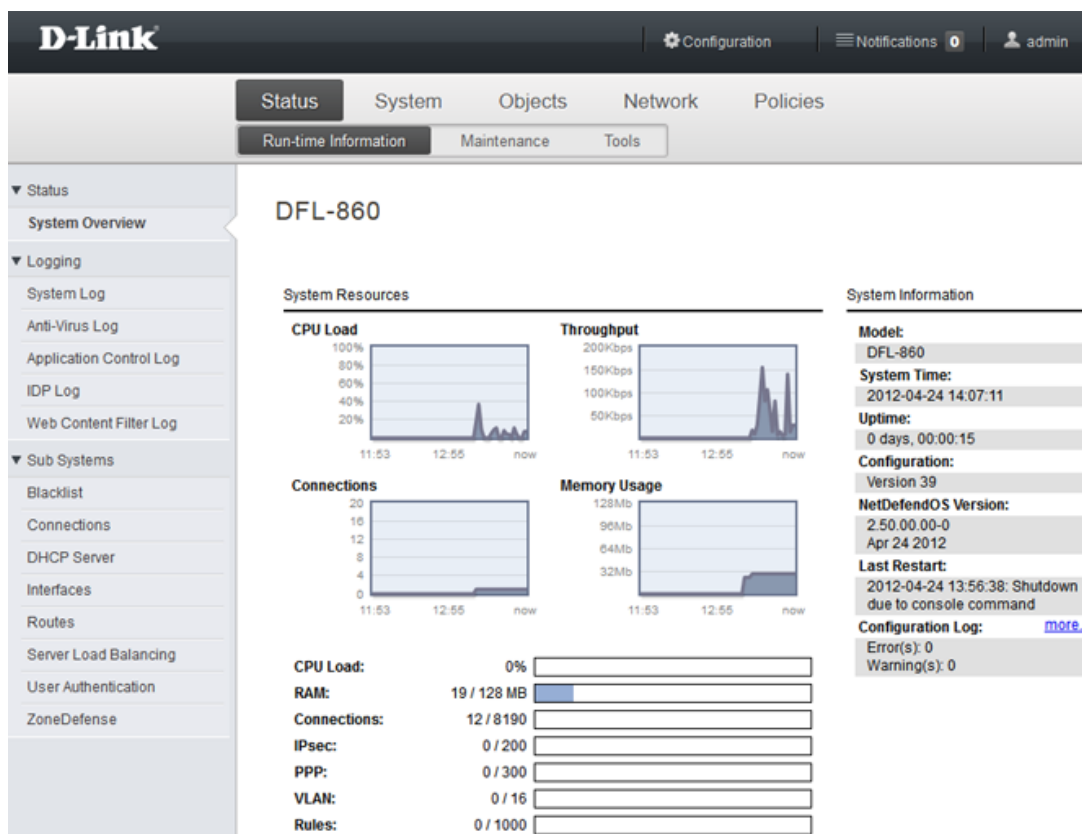 D-Link
Configuration
Notifications 0
admin
Status System Objects Network Policies
Run-time Information Maintenance Tools
Status
System Overview
Logging
System Log
Anti-Virus Log
Application Control Log
IDP Log
Web Content Filter Log
Sub Systems
Blacklist
Connections
DHCP Server
Interfaces
Routes
Server Load Balancing
User Authentication
ZoneDefense
DFL-860
System Resources
CPU Load
100%
80%
60%
40%
20%
11:53 12:55 now
Throughput
200Kbps
150Kbps
100Kbps
50Kbps
11:53 12:55 now
Connections
20
16
12
8
4
0
11:53 12:55 now
Memory Usage
128Mb
96Mb
64Mb
32Mb
11:53 12:55 now
CPU Load: 0%
RAM: 19 / 128 MB
Connections: 12 / 8190
IPsec: 0 / 200
PPP: 0 / 300
VLAN: 0 / 16
Rules: 0 / 1000
System Information
Model:
DFL-860
System Time:
2012-04-24 14:07:11
Uptime:
0 days, 00:00:15
Configuration:
Version 39
NetDefendOS Version:
2.50.00.00-0
Apr 24 2012
Last Restart:
2012-04-24 13:56:38: Shutdown
due to console command
Configuration Log: more.
Error(s): 0
Warning(s): 0